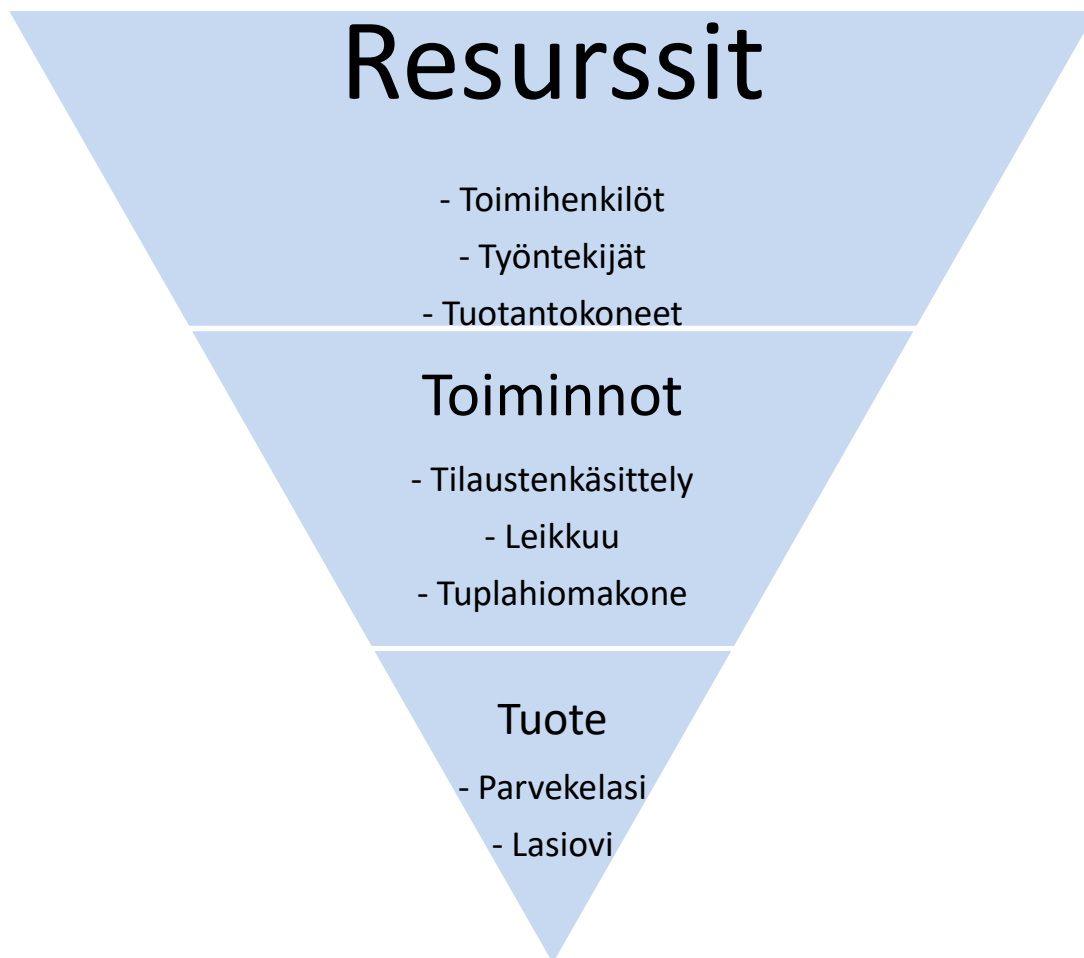 Resurssit
- Toimihenkilöt
- Työntekijät
- Tuotantokoneet
Toiminnot
- Tilaustenkäsittely
- Leikkuu
- Tuplahiomakone
Tuote
- Parvekelasi
- Lasiovi